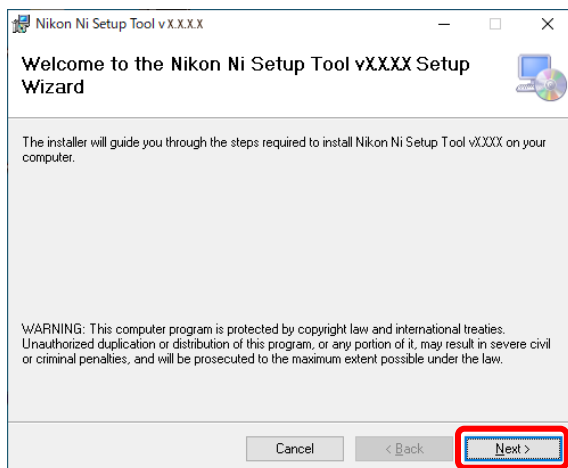 Nikon Ni Setup Tool v X.X.X.X
Welcome to the Nikon Ni Setup Tool vX.X.X.X Setup
Wizard
The installer will guide you through the steps required to install Nikon Ni Setup Tool vX.X.X.X on your
computer.
WARNING: This computer program is protected by copyright law and international treaties.
Unauthorized duplication or distribution of this program, or any portion of it, may result in severe civil
or criminal penalties, and will be prosecuted to the maximum extent possible under the law.
Cancel
< Back
Next >